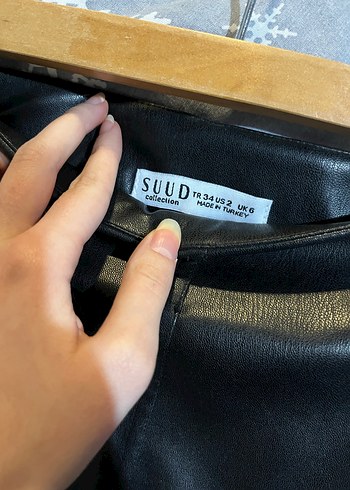 SUUD
collection
TR 34 US 2 UK 6
MADE IN TURKEY